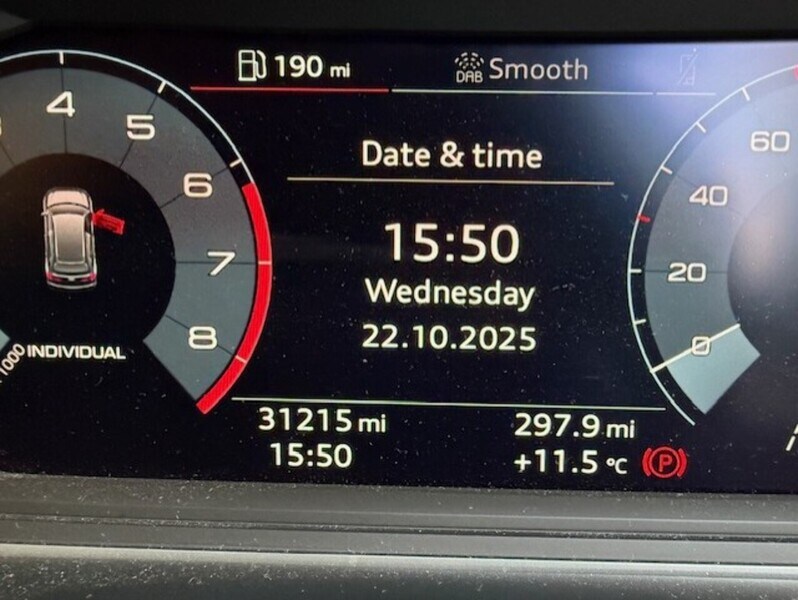 190 mi
DAB Smooth
Date & time
15:50
Wednesday
22.10.2025
4
5
6
7
8
1000 INDIVIDUAL
60
40
20
0
31215 mi
15:50
297.9 mi
+11.5 °C
P